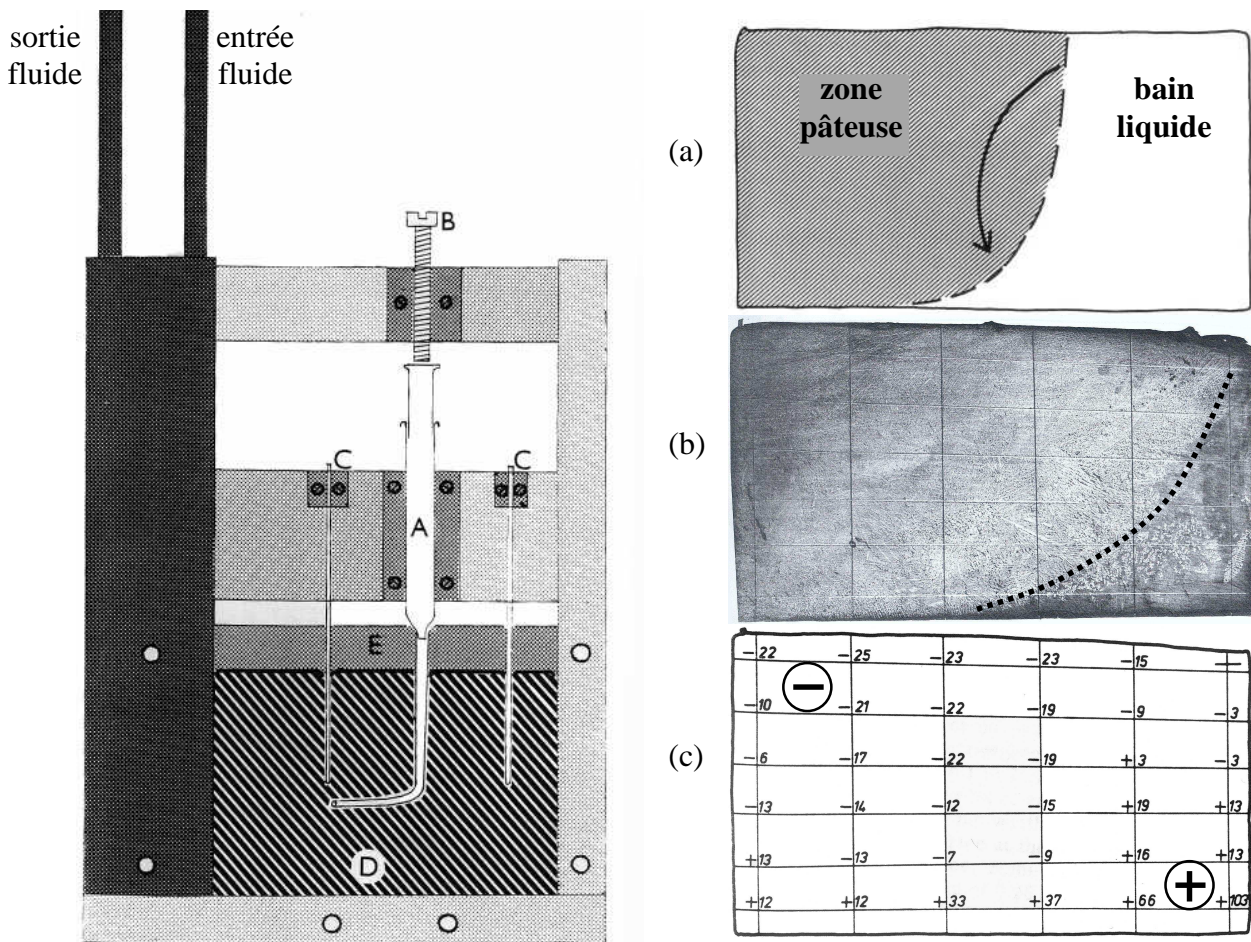 sortie
fluide
entrée
fluide
B
C
C
A
E
D
(a)
zone
pâteuse
bain
liquide
(b)
(c)
−22 −25 −23 −23 −15
−10 −21 −22 −19 −9 −3
−6 −17 −22 −19 +3 −3
−13 −14 −12 −15 +19 +13
+13 −13 −7 −9 +16 +13
+12 +12 +33 +37 +66 +103
−
+